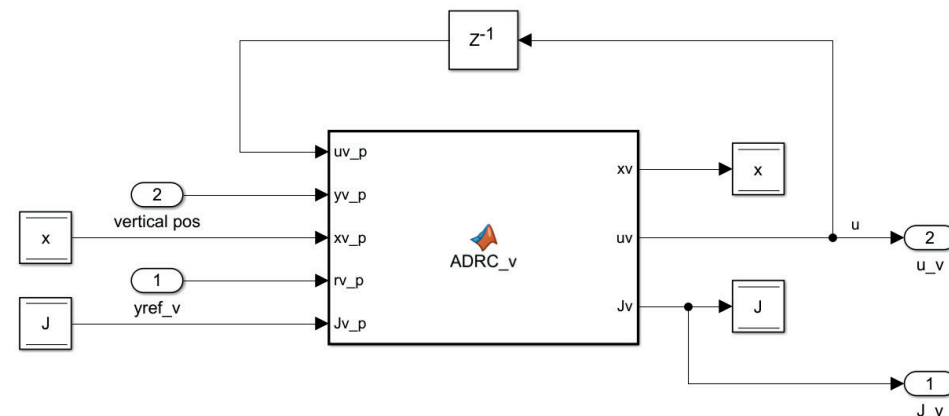 Z-1
uv_p
yv_p
xv_p
rv_p
Jv_p
2
vertical pos
x
1
yref_v
J
ADRC_v
xv
uv
Jv
x
u
2
u_v
J
1
J_v